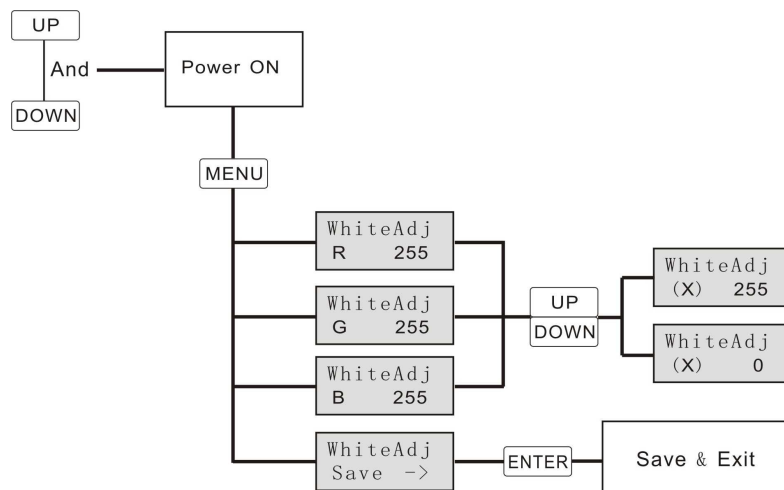 UP
And
DOWN
Power ON
MENU
WhiteAdj
R 255
WhiteAdj
G 255
WhiteAdj
B 255
WhiteAdj
Save ->
UP
DOWN
WhiteAdj
(X) 255
WhiteAdj
(X) 0
ENTER
Save & Exit